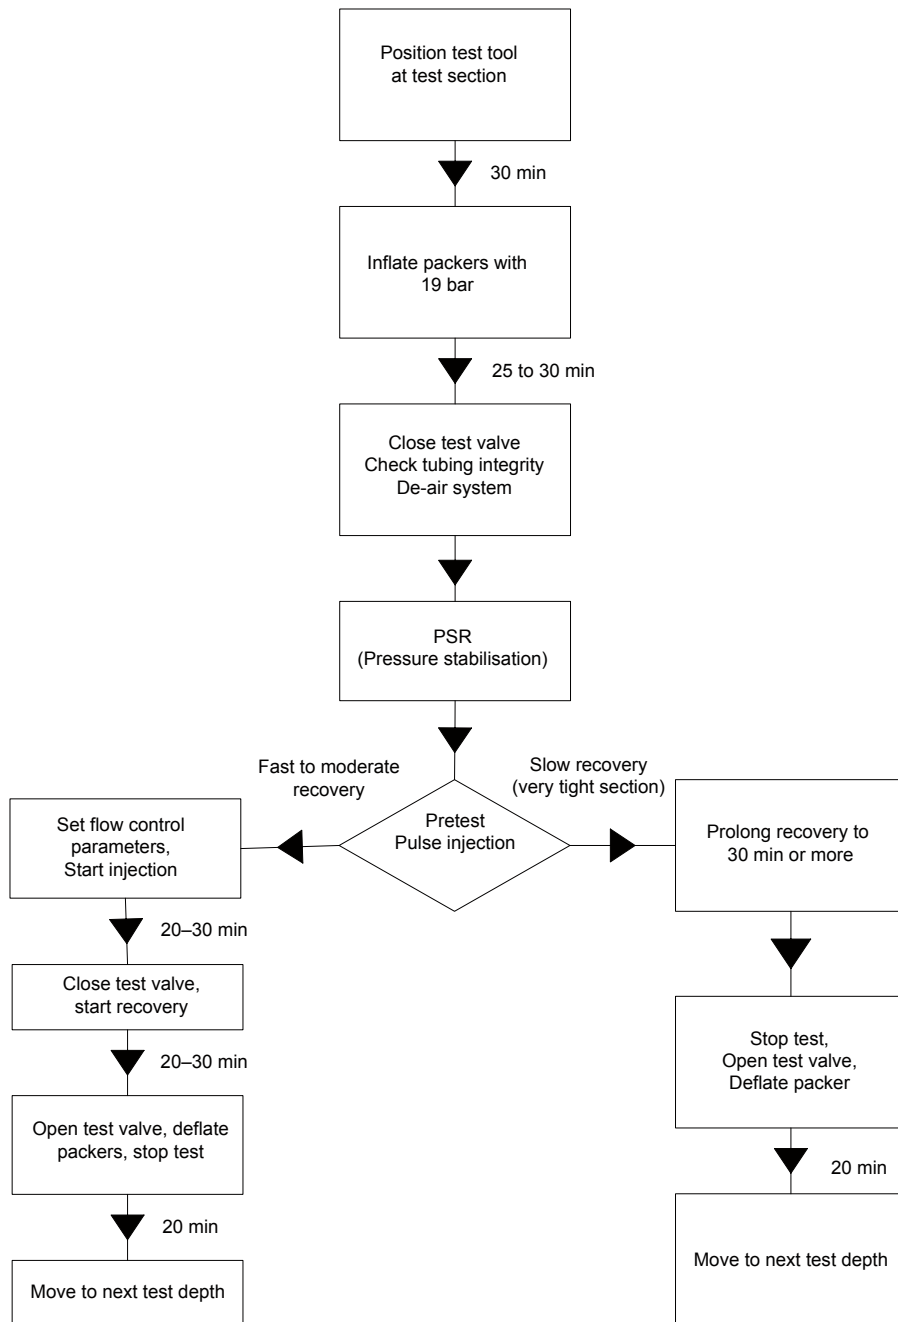 Position test tool
at test section
30 min
Inflate packers with
19 bar
25 to 30 min
Close test valve
Check tubing integrity
De-air system
PSR
(Pressure stabilisation)
Fast to moderate
recovery
Slow recovery
(very tight section)
Pretest
Pulse injection
Set flow control
parameters,
Start injection
20–30 min
Close test valve,
start recovery
20–30 min
Open test valve, deflate
packers, stop test
20 min
Move to next test depth
Prolong recovery to
30 min or more
Stop test,
Open test valve,
Deflate packer
20 min
Move to next test depth